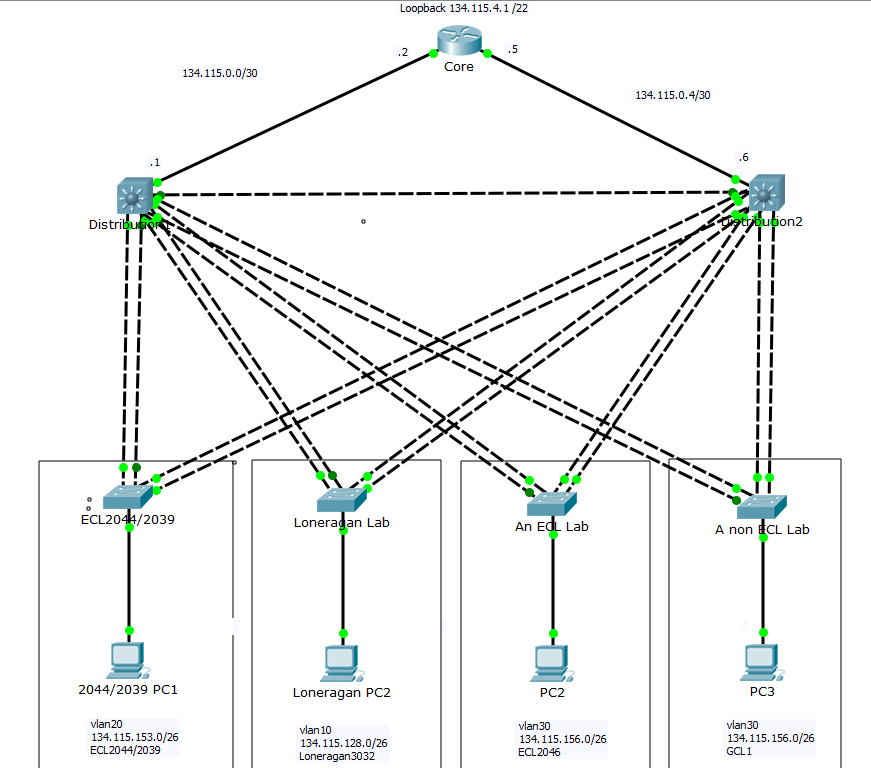 Loopback 134.115.4.1 /22
.2
.5
Core
134.115.0.0/30
134.115.0.4/30
.1
.6
Distribution1
Distribution2
ECL2044/2039
Loneragan Lab
An ECL Lab
A non ECL Lab
2044/2039 PC1
Loneragan PC2
PC2
PC3
vlan20
134.115.153.0/26
ECL2044/2039
vlan10
134.115.128.0/26
Loneragan3032
vlan30
134.115.156.0/26
ECL2046
vlan30
134.115.156.0/26
GCL1